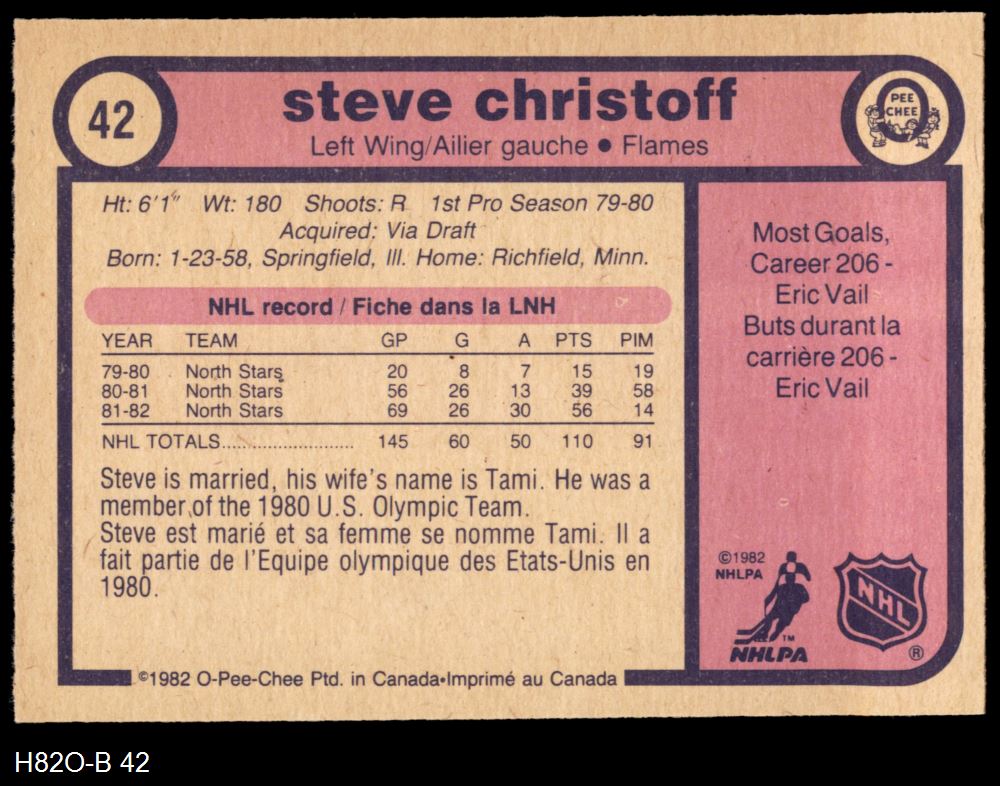 42
steve christoff
PEE
CHEE
Left Wing/Ailier gauche • Flames
Ht: 6'1" Wt: 180 Shoots: R 1st Pro Season 79-80
Acquired: Via Draft
Born: 1-23-58, Springfield, Ill. Home: Richfield, Minn.
NHL record / Fiche dans la LNH
YEAR TEAM GP G A PTS PIM
79-80 North Stars 20 8 7 15 19
80-81 North Stars 56 26 13 39 58
81-82 North Stars 69 26 30 56 14
NHL TOTALS........................ 145 60 50 110 91
Steve is married, his wife's name is Tami. He was a
member of the 1980 U.S. Olympic Team.
Steve est marié et sa femme se nomme Tami. Il a
fait partie de l'Equipe olympique des Etats-Unis en
1980.
Most Goals,
Career 206 -
Eric Vail
Buts durant la
carrière 206 -
Eric Vail
©1982
NHLPA
TM
NHLPA
NHL
®
©1982 O-Pee-Chee Ptd. in Canada•Imprimé au Canada
H82O-B 42